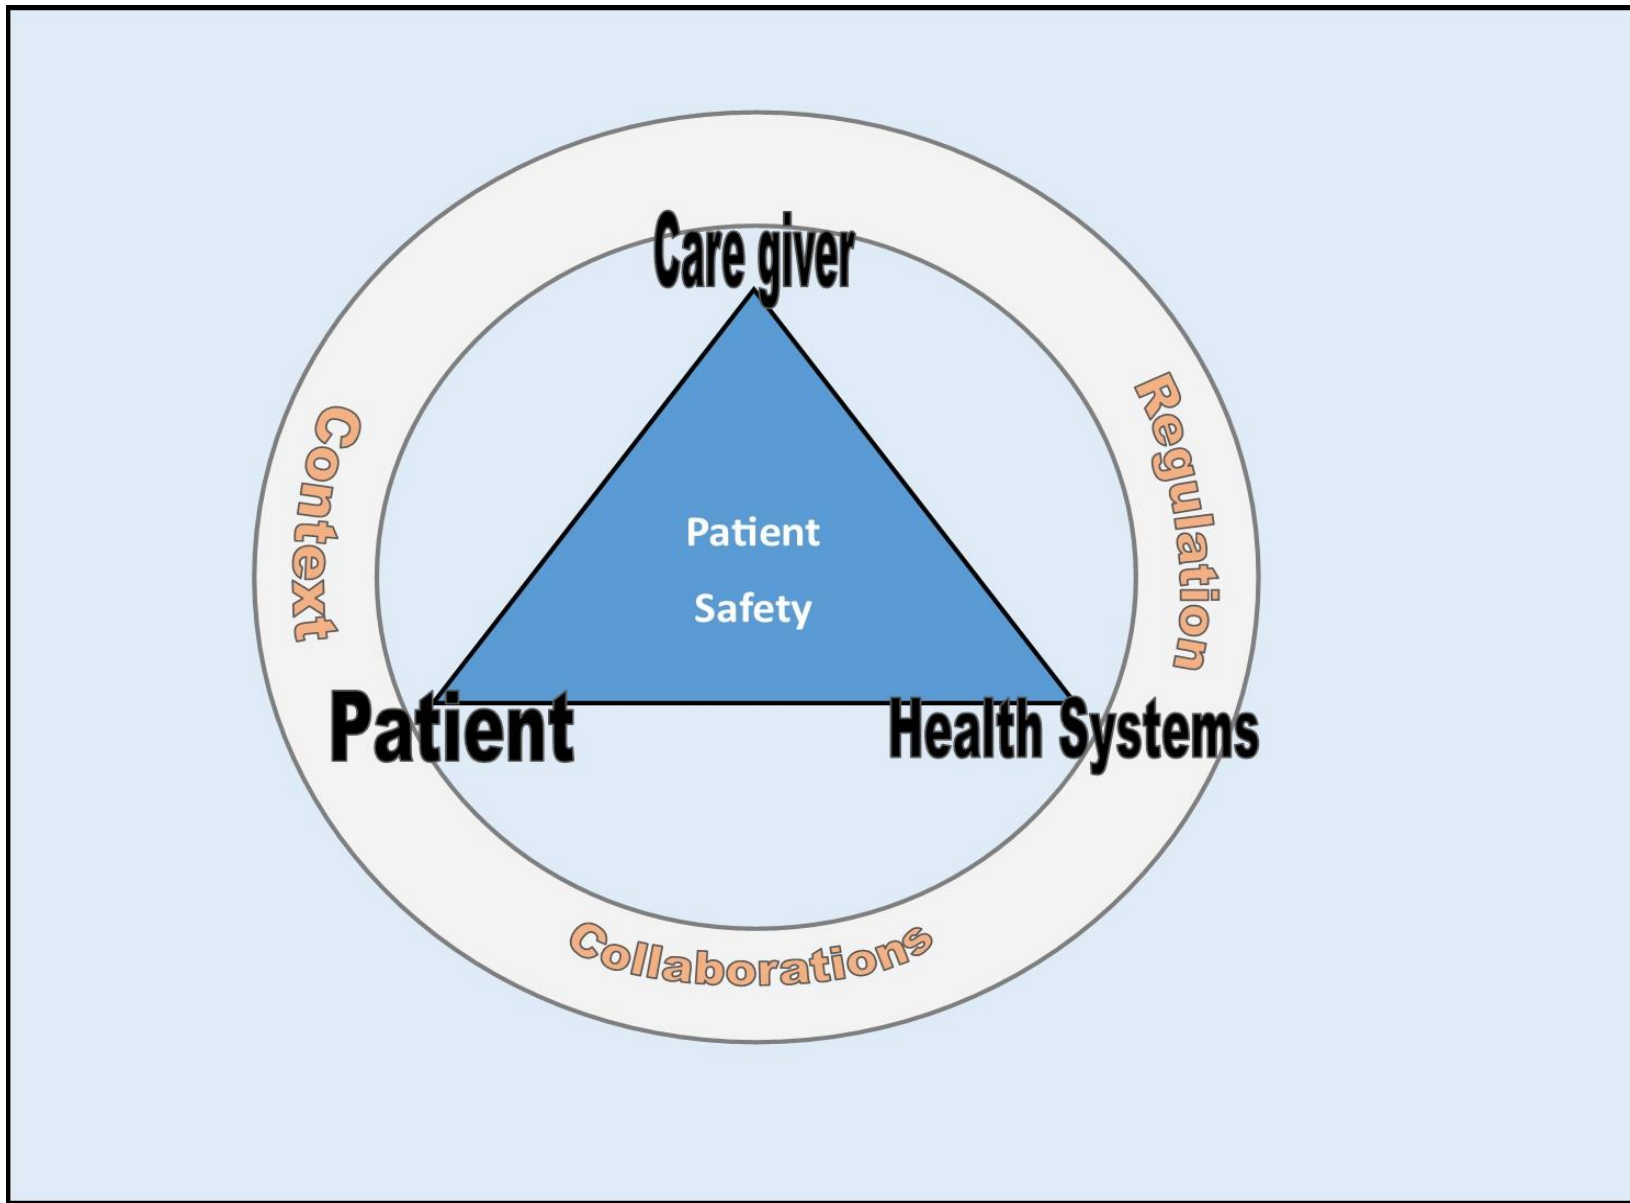 Care giver
Context
Regulation
Patient
Safety
Patient
Health Systems
Collaborations